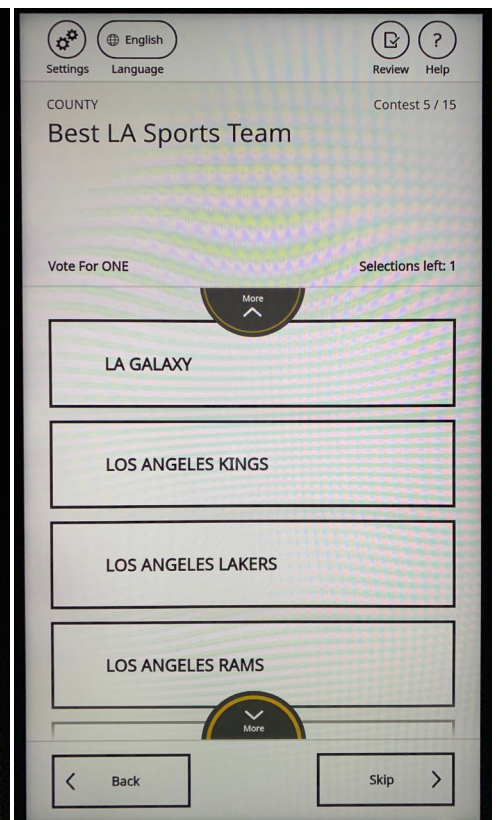 English
Settings
Language
Review
?
Help
COUNTY
Contest 5 / 15
Best LA Sports Team
Vote For ONE
Selections left: 1
More
LA GALAXY
LOS ANGELES KINGS
LOS ANGELES LAKERS
LOS ANGELES RAMS
More
Back
Skip